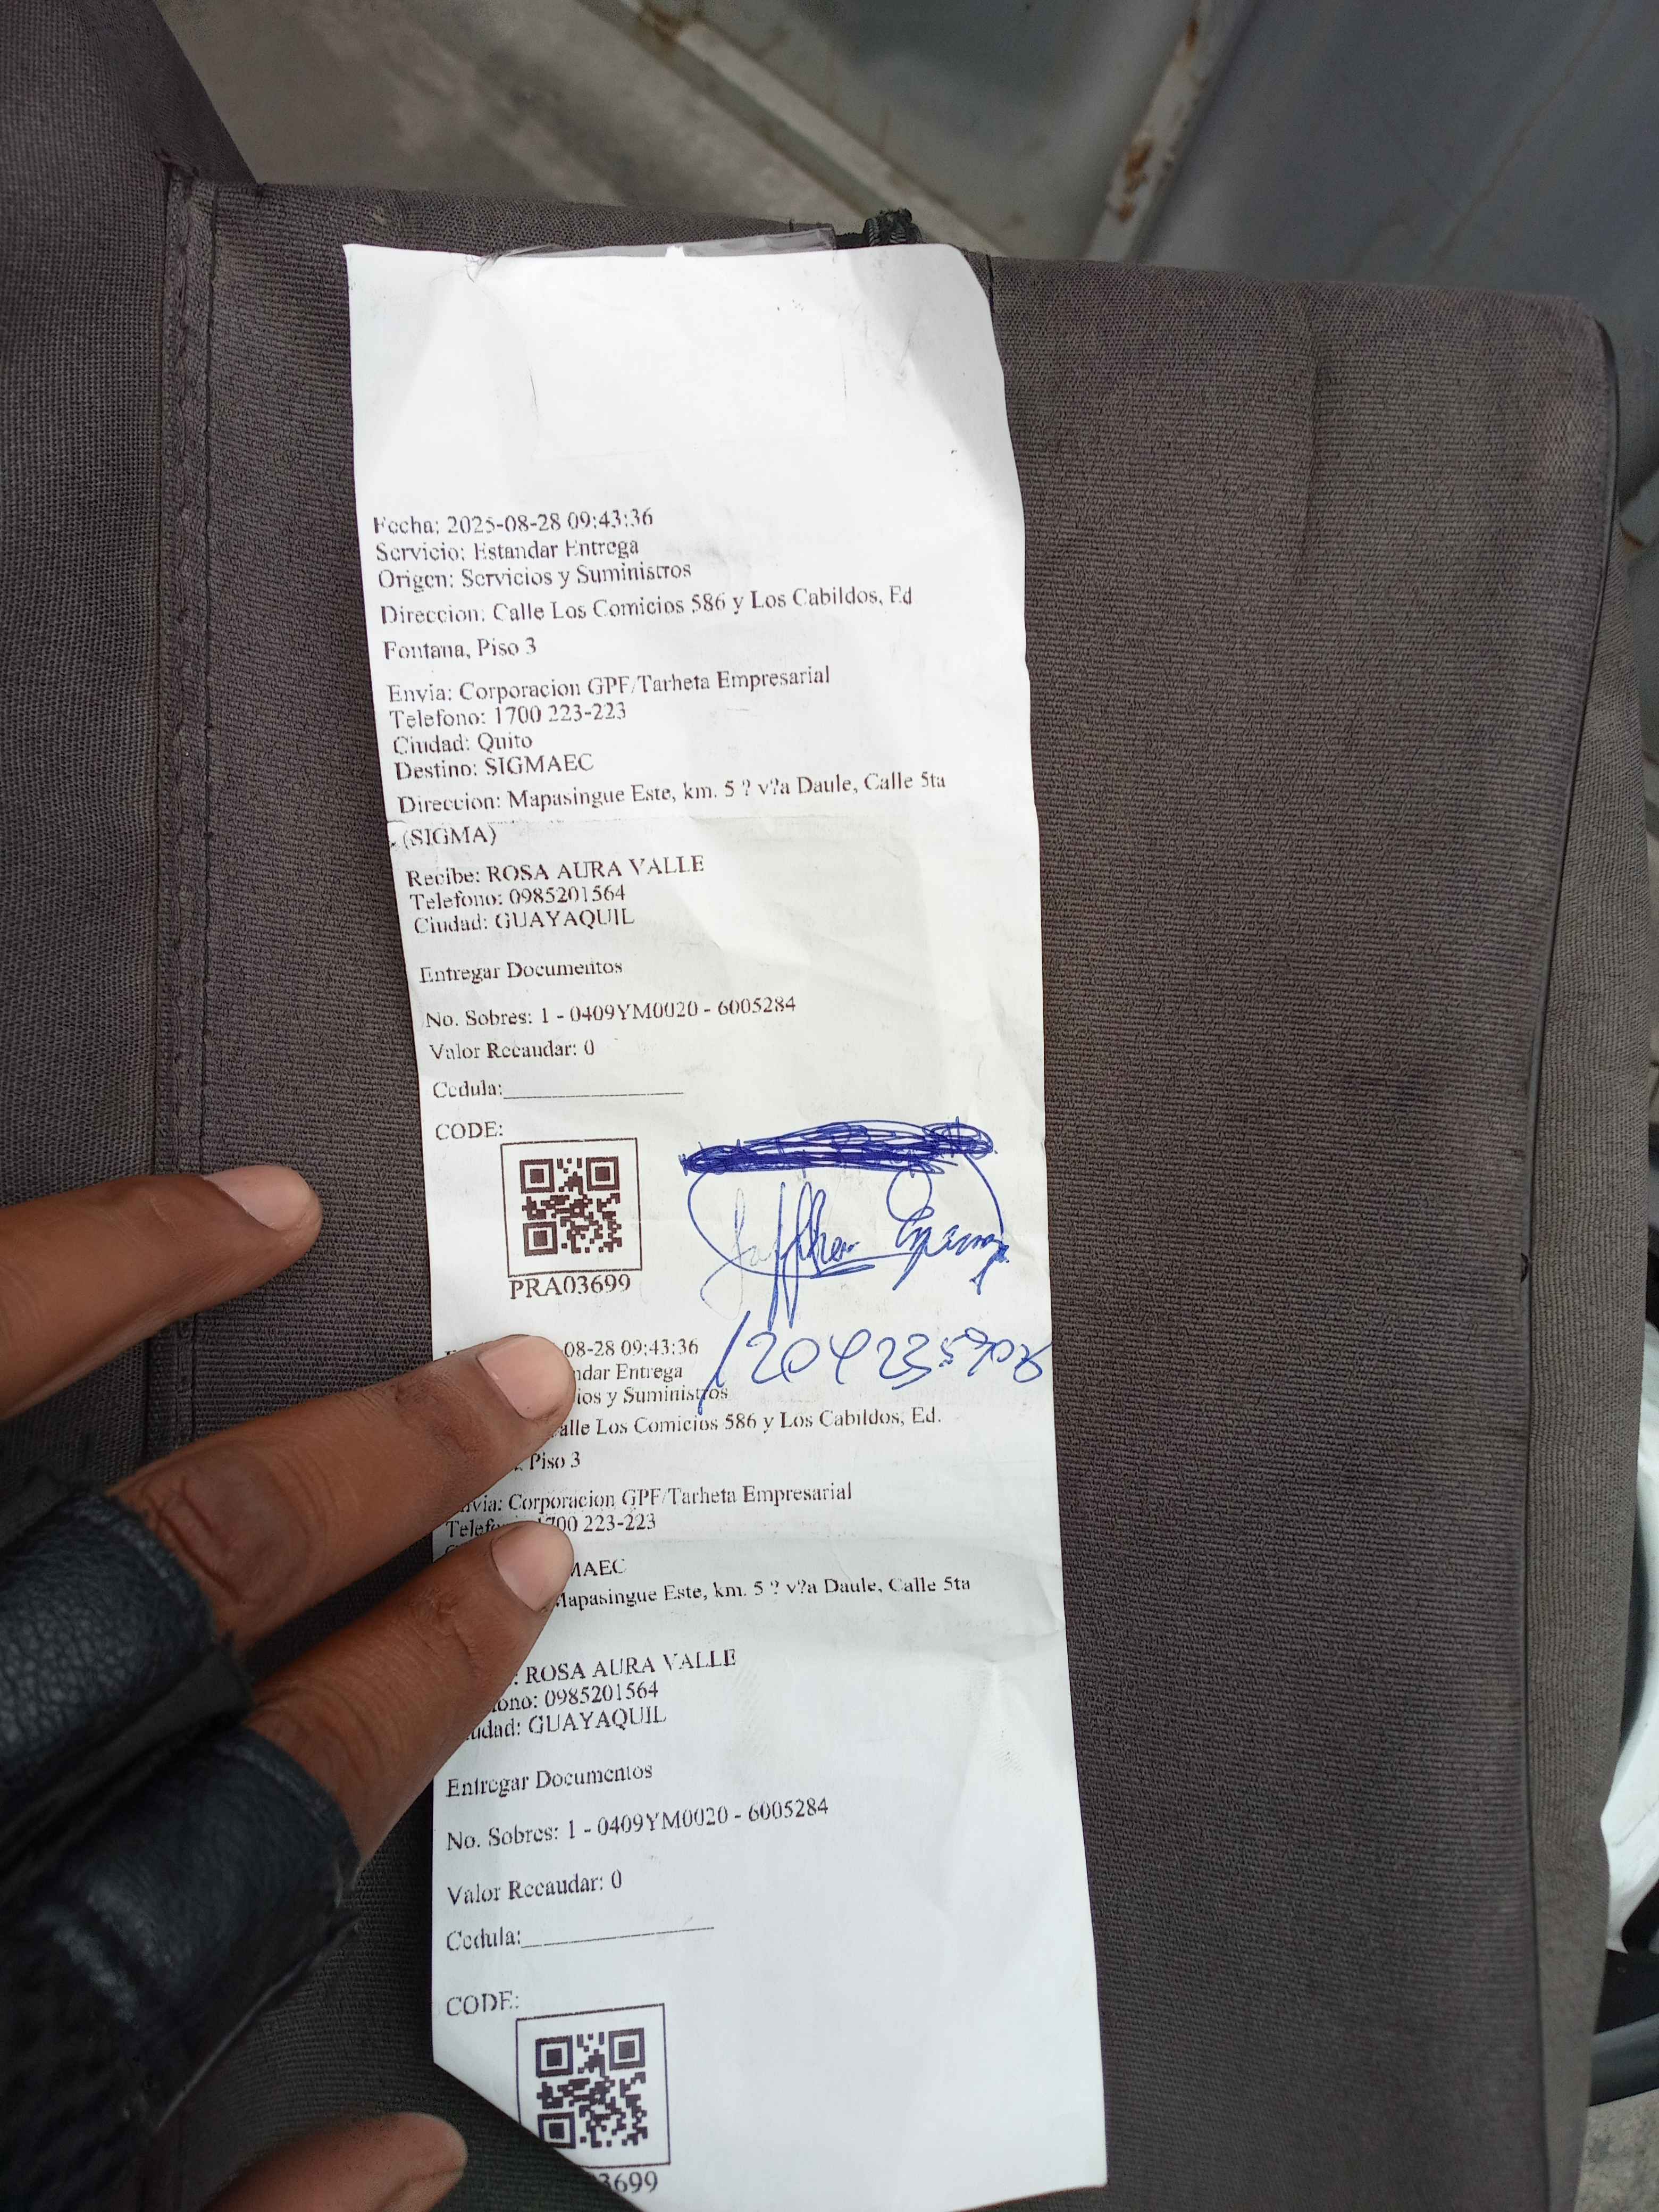 Fecha: 2025-08-28 09:43:36
Servicio: Estandar Entrega
Origen: Servicios y Suministros
Direccion: Calle Los Comicios 586 y Los Cabildos, Ed
Fontana, Piso 3
Envia: Corporacion GPF/Tarheta Empresarial
Telefono: 1700 223-223
Ciudad: Quito
Destino: SIGMAEC
Direccion: Mapasingue Este, km. 5 ? v?a Daule, Calle 5ta
(SIGMA)
Recibe: ROSA AURA VALLE
Telefono: 0985201564
Ciudad: GUAYAQUIL
Entregar Documentos
No. Sobres: 1 - 0409YM0020 - 6005284
Valor Recaudar: 0
Cedula:
CODE:
PRA03699
08-28 09:43:36
ndar Entrega
ios y Suministros
alle Los Comicios 586 y Los Cabildos, Ed.
Piso 3
nvia: Corporacion GPF/Tarheta Empresarial
Telefo 1700 223-223
MAEC
Mapasingue Este, km. 5 ? v?a Daule, Calle 5ta
: ROSA AURA VALLE
ono: 0985201564
udad: GUAYAQUIL
Entregar Documentos
No. Sobres: 1 - 0409YM0020 - 6005284
Valor Recaudar: 0
Cedula:
CODE:
3699